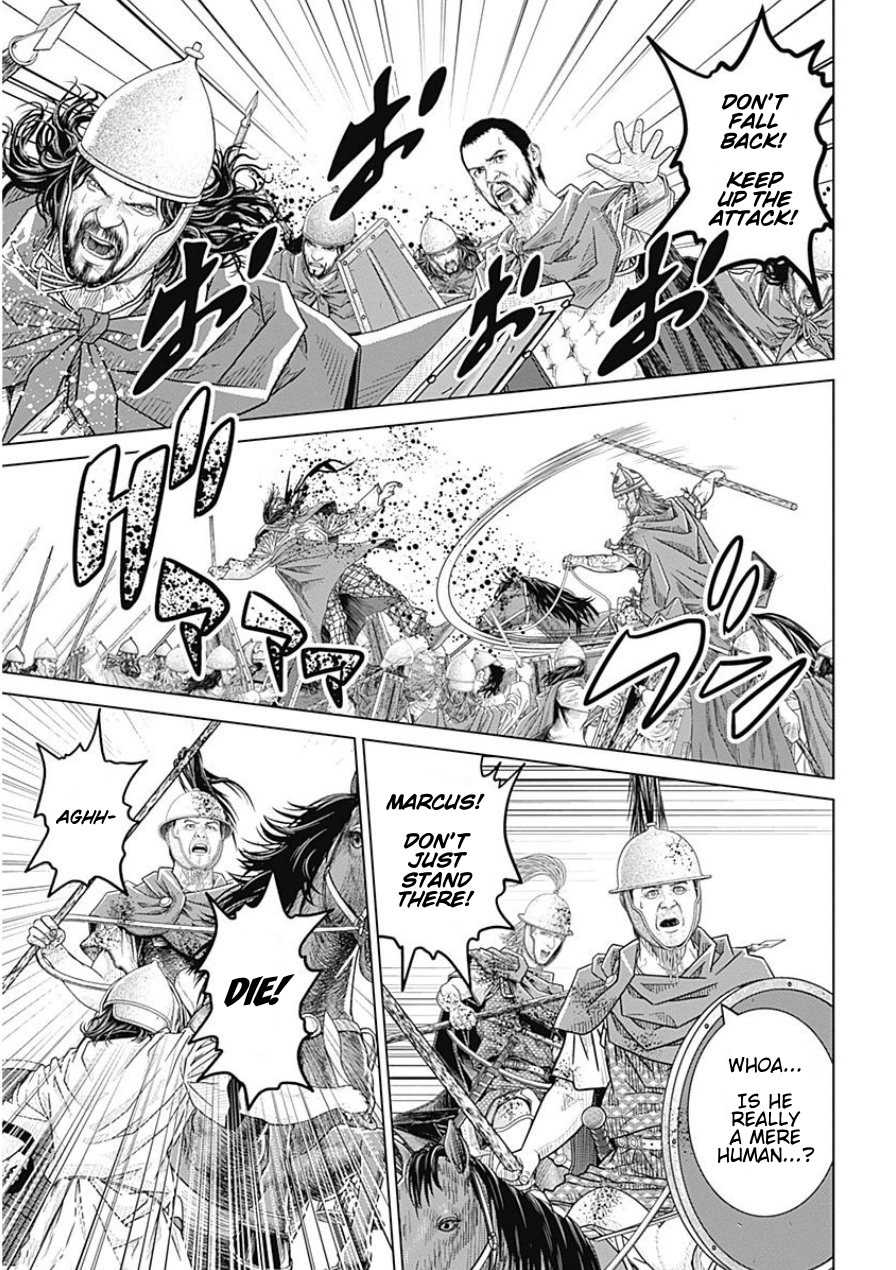 DON'T
FALL
BACK!
KEEP
UP THE
ATTACK!
お
お
お
お
ブン
ザッ
アアア
MARCUS!
DON'T
JUST
STAND
THERE!
WHOA...
IS HE
REALLY
A MERE
HUMAN...?
AGHH-
DIE!